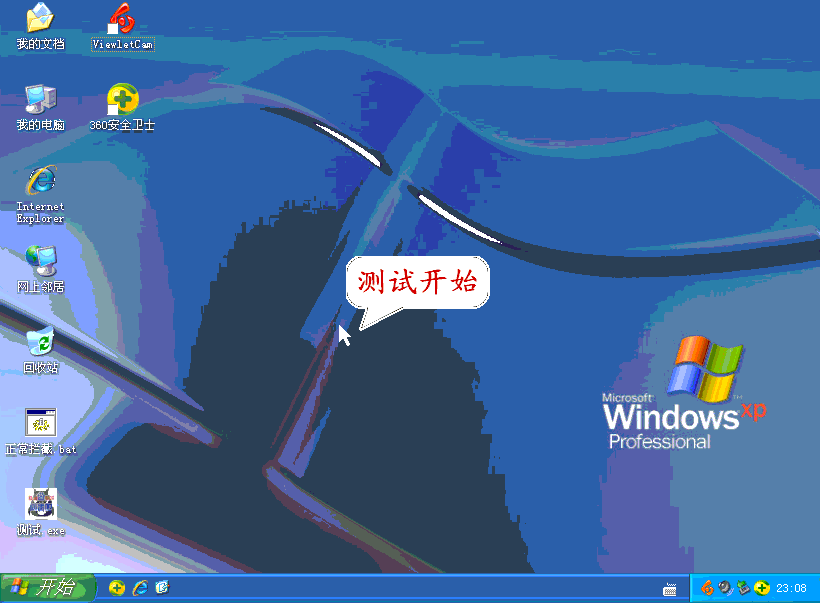 我的文档
ViewletCam
我的电脑
360安全卫士
Internet
Explorer
网上邻居
测试开始
回收站
Microsoft
Windows xp
Professional
正常拦截.bat
测试.exe
开始
23:08